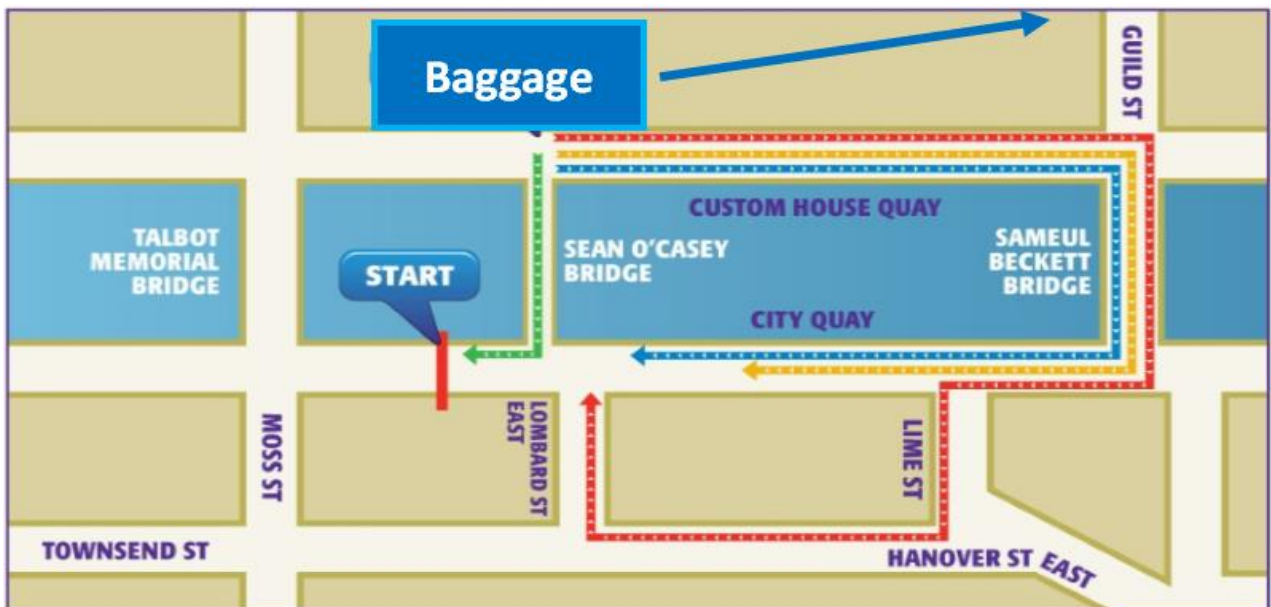 Baggage
GUILD ST
CUSTOM HOUSE QUAY
TALBOT
MEMORIAL
BRIDGE
START
SEAN O'CASEY
BRIDGE
SAMEUL
BECKETT
BRIDGE
CITY QUAY
MOSS ST
LOMBARD ST
EAST
LIME ST
TOWNSEND ST
HANOVER ST EAST